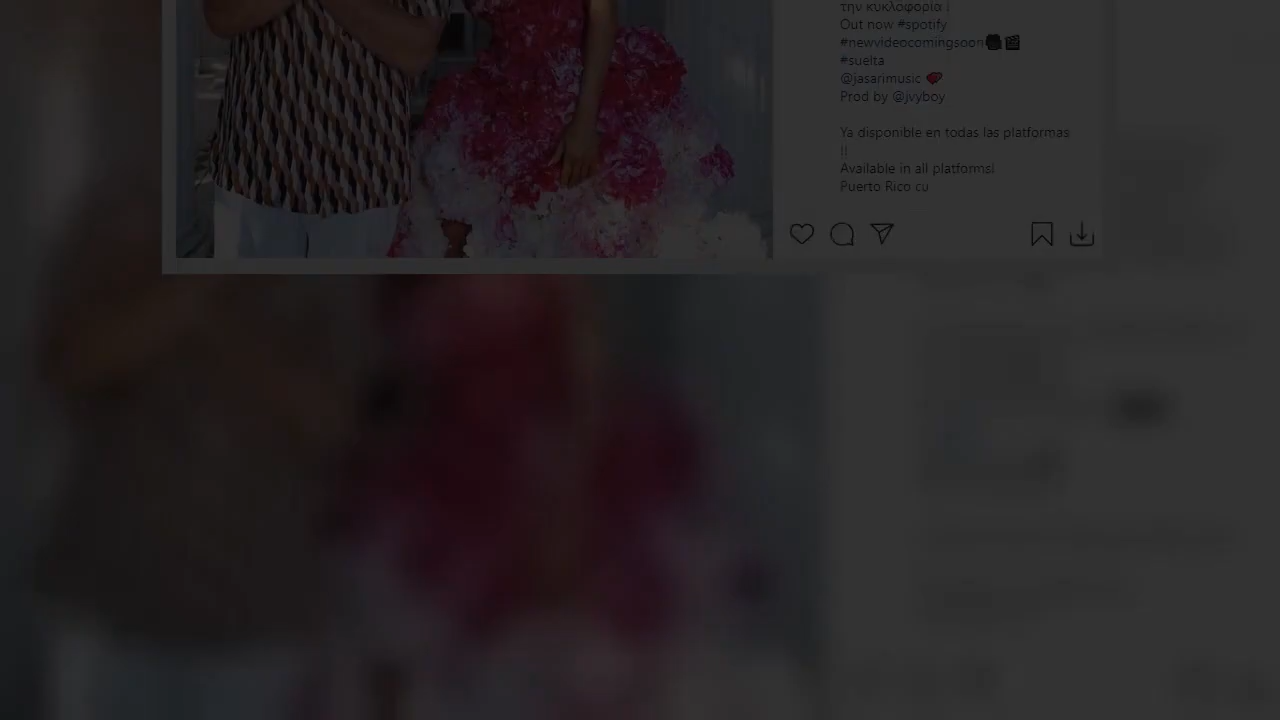 την κυκλοφορία !
Out now #spotify
#newvideocomingsoon
#suelta
@jasarimusic
Prod by @jvyboy
Ya disponible en todas las platformas
!!
Available in all platforms!
Puerto Rico cu